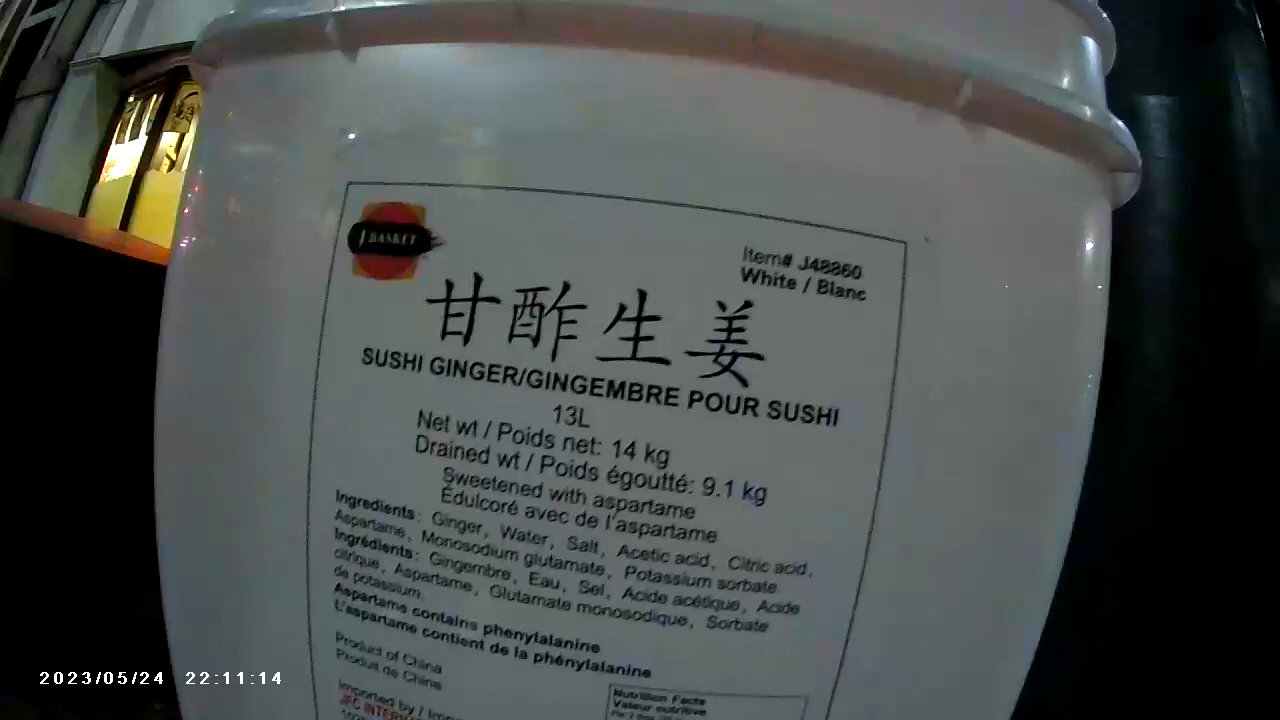 J BASKET
Item# J48860
White / Blanc
甘酢生姜
SUSHI GINGER/GINGEMBRE POUR SUSHI
13L
Net wt / Poids net: 14 kg
Drained wt / Poids égoutté: 9.1 kg
Sweetened with aspartame
Édulcoré avec de l'aspartame
Ingredients: Ginger, Water, Salt, Acetic acid, Citric acid,
Aspartame, Monosodium glutamate, Potassium sorbate
Ingrédients: Gingembre, Eau, Sel, Acide acétique, Acide
citrique, Aspartame, Glutamate monosodique, Sorbate
de potassium.
Aspartame contains phenylalanine
L'aspartame contient de la phénylalanine
Product of China
Produit de Chine
Imported by /
JFC
Nutrition Facts
Valeur nutritive
2023/05/24 22:11:14